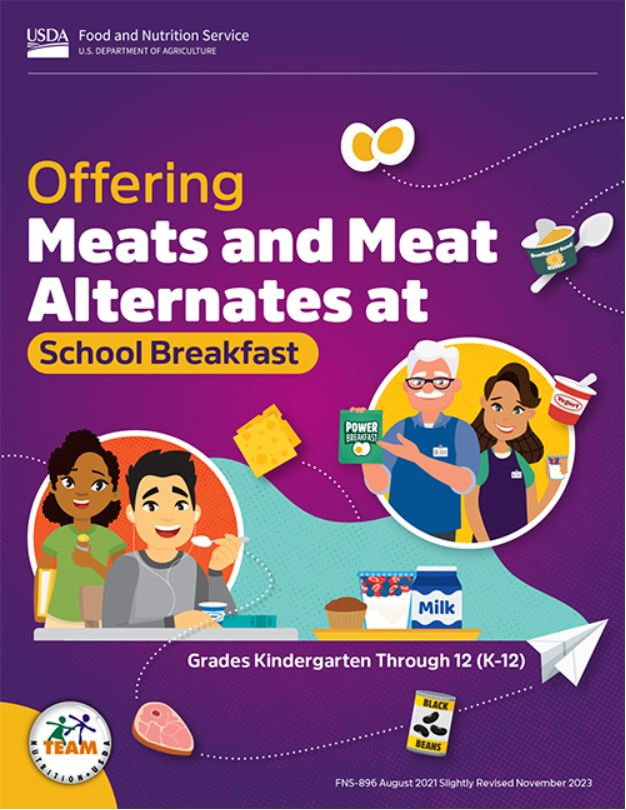 USDA Food and Nutrition Service
U.S. DEPARTMENT OF AGRICULTURE
Offering
Meats and Meat
Alternates at
School Breakfast
Sunflower Seed
Butter
Yogurt
POWER
BREAKFAST
Milk
Grades Kindergarten Through 12 (K-12)
BLACK
BEANS
TEAM
NUTRITION USDA
FNS-896 August 2021 Slightly Revised November 2023